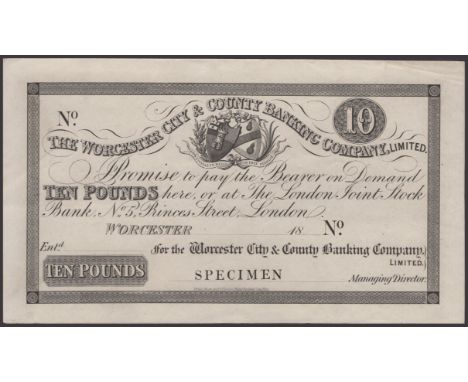 No.
10
THE WORCESTER CITY & COUNTY BANKING COMPANY, LIMITED.
I Promise to pay the Bearer on Demand
TEN POUNDS here, or at The London Joint Stock
Bank, No. 5, Princes Street, London
WORCESTER 18 No.
Entd. For the Worcester City & County Banking Company,
LIMITED.
TEN POUNDS
SPECIMEN
Managing Director.